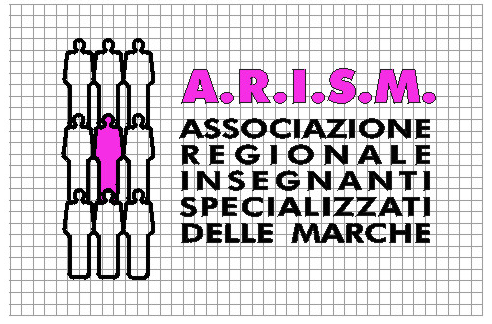 A.R.I.S.M.
ASSOCIAZIONE
REGIONALE
INSEGNANTI
SPECIALIZZATI
DELLE MARCHE